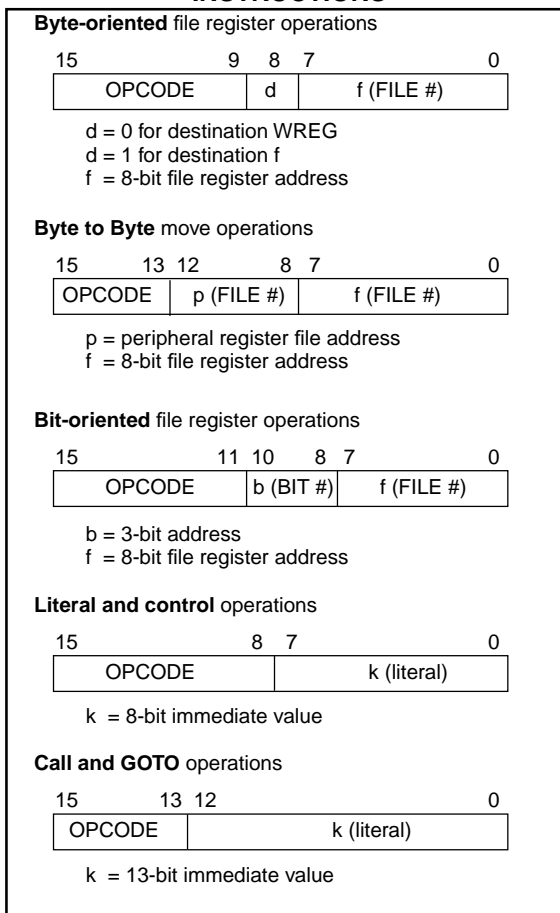 INSTRUCTIONS
Byte-oriented file register operations
15 9 8 7 0
OPCODE d f (FILE #)
d = 0 for destination WREG
d = 1 for destination f
f = 8-bit file register address
Byte to Byte move operations
15 13 12 8 7 0
OPCODE p (FILE #) f (FILE #)
p = peripheral register file address
f = 8-bit file register address
Bit-oriented file register operations
15 11 10 8 7 0
OPCODE b (BIT #) f (FILE #)
b = 3-bit address
f = 8-bit file register address
Literal and control operations
15 8 7 0
OPCODE k (literal)
k = 8-bit immediate value
Call and GOTO operations
15 13 12 0
OPCODE k (literal)
k = 13-bit immediate value